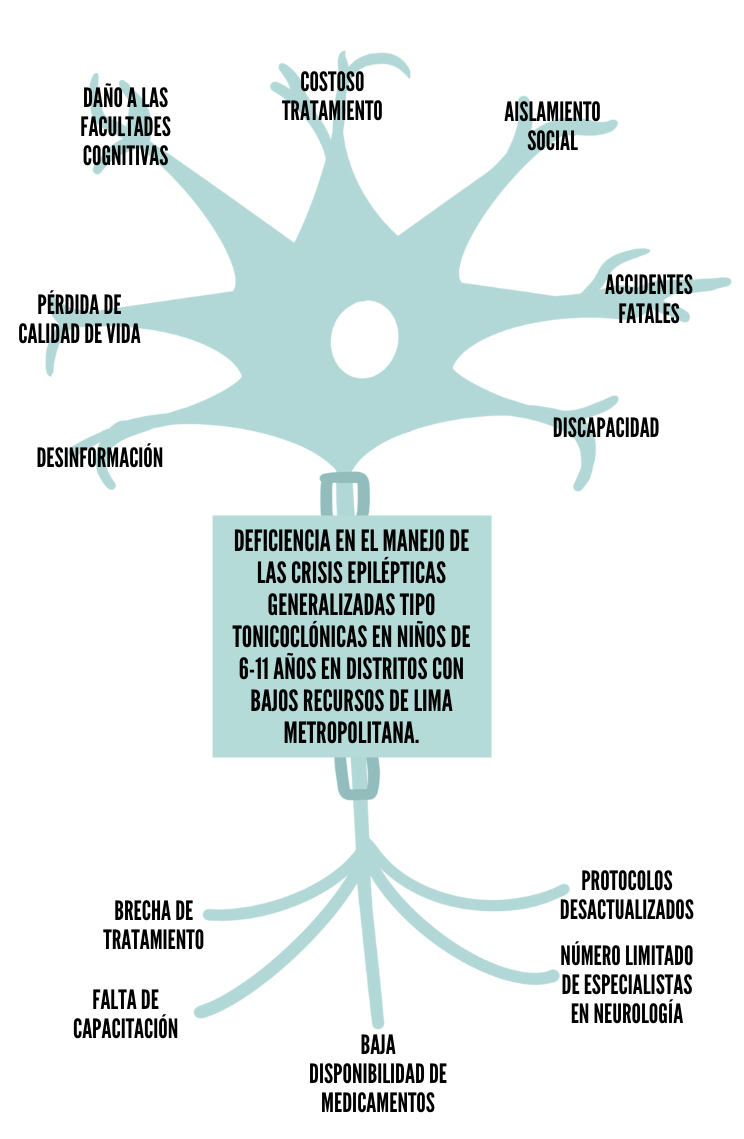 DAÑO A LAS
FACULTADES
COGNITIVAS
COSTOSO
TRATAMIENTO
AISLAMIENTO
SOCIAL
PÉRDIDA DE
CALIDAD DE VIDA
ACCIDENTES
FATALES
DESINFORMACIÓN
DISCAPACIDAD
DEFICIENCIA EN EL MANEJO DE
LAS CRISIS EPILÉPTICAS
GENERALIZADAS TIPO
TONICOCLÓNICAS EN NIÑOS DE
6-11 AÑOS EN DISTRITOS CON
BAJOS RECURSOS DE LIMA
METROPOLITANA.
BRECHA DE
TRATAMIENTO
PROTOCOLOS
DESACTUALIZADOS
FALTA DE
CAPACITACIÓN
NÚMERO LIMITADO
DE ESPECIALISTAS
EN NEUROLOGÍA
BAJA
DISPONIBILIDAD DE
MEDICAMENTOS